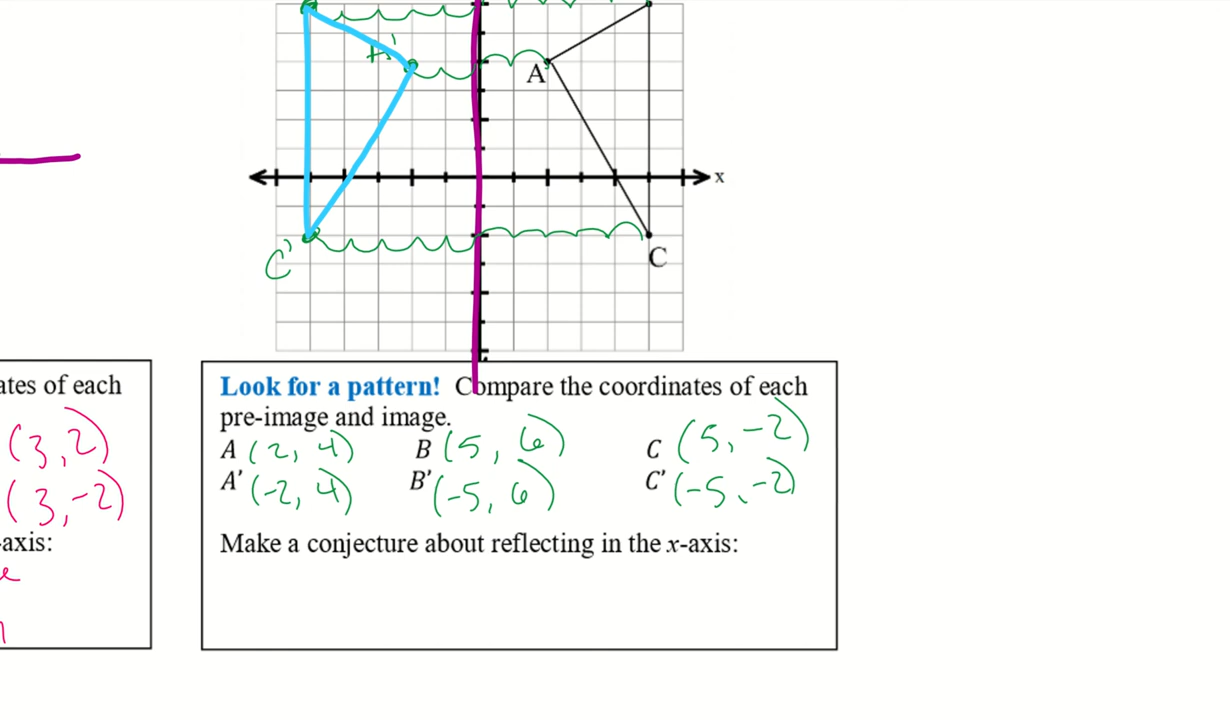 A'
A
x
C'
C
ates of each
(3, 2)
(3, -2)
-axis:
Look for a pattern! Compare the coordinates of each
pre-image and image.
A (2, 4) B (5, 6) C (5, -2)
A' (-2, 4) B' (-5, 6) C' (-5, -2)
Make a conjecture about reflecting in the x-axis: